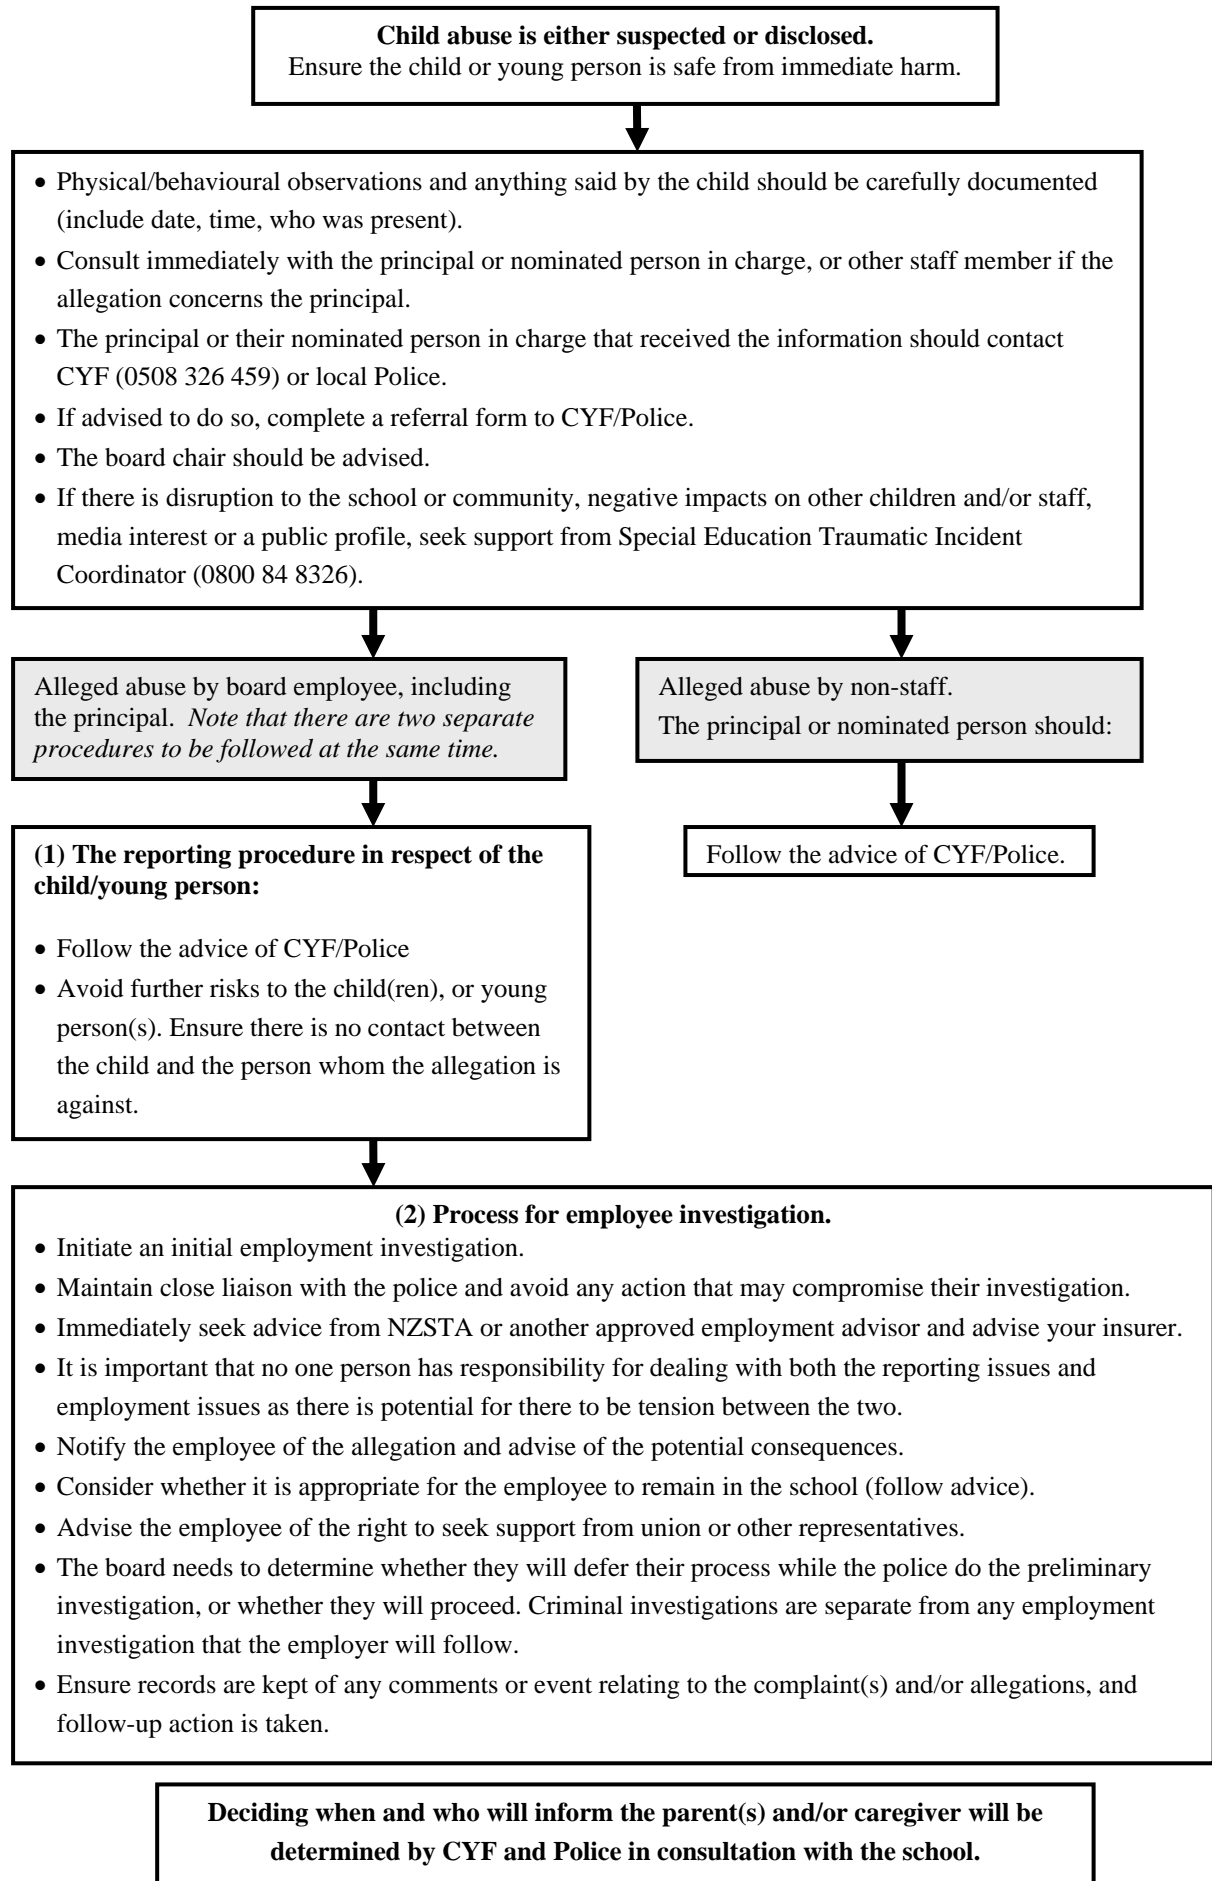 Child abuse is either suspected or disclosed.
Ensure the child or young person is safe from immediate harm.
• Physical/behavioural observations and anything said by the child should be carefully documented
(include date, time, who was present).
• Consult immediately with the principal or nominated person in charge, or other staff member if the
allegation concerns the principal.
• The principal or their nominated person in charge that received the information should contact
CYF (0508 326 459) or local Police.
• If advised to do so, complete a referral form to CYF/Police.
• The board chair should be advised.
• If there is disruption to the school or community, negative impacts on other children and/or staff,
media interest or a public profile, seek support from Special Education Traumatic Incident
Coordinator (0800 84 8326).
Alleged abuse by board employee, including
the principal. Note that there are two separate
procedures to be followed at the same time.
Alleged abuse by non-staff.
The principal or nominated person should:
(1) The reporting procedure in respect of the
child/young person:
• Follow the advice of CYF/Police
• Avoid further risks to the child(ren), or young
person(s). Ensure there is no contact between
the child and the person whom the allegation is
against.
Follow the advice of CYF/Police.
(2) Process for employee investigation.
• Initiate an initial employment investigation.
• Maintain close liaison with the police and avoid any action that may compromise their investigation.
• Immediately seek advice from NZSTA or another approved employment advisor and advise your insurer.
• It is important that no one person has responsibility for dealing with both the reporting issues and
employment issues as there is potential for there to be tension between the two.
• Notify the employee of the allegation and advise of the potential consequences.
• Consider whether it is appropriate for the employee to remain in the school (follow advice).
• Advise the employee of the right to seek support from union or other representatives.
• The board needs to determine whether they will defer their process while the police do the preliminary
investigation, or whether they will proceed. Criminal investigations are separate from any employment
investigation that the employer will follow.
• Ensure records are kept of any comments or event relating to the complaint(s) and/or allegations, and
follow-up action is taken.
Deciding when and who will inform the parent(s) and/or caregiver will be
determined by CYF and Police in consultation with the school.